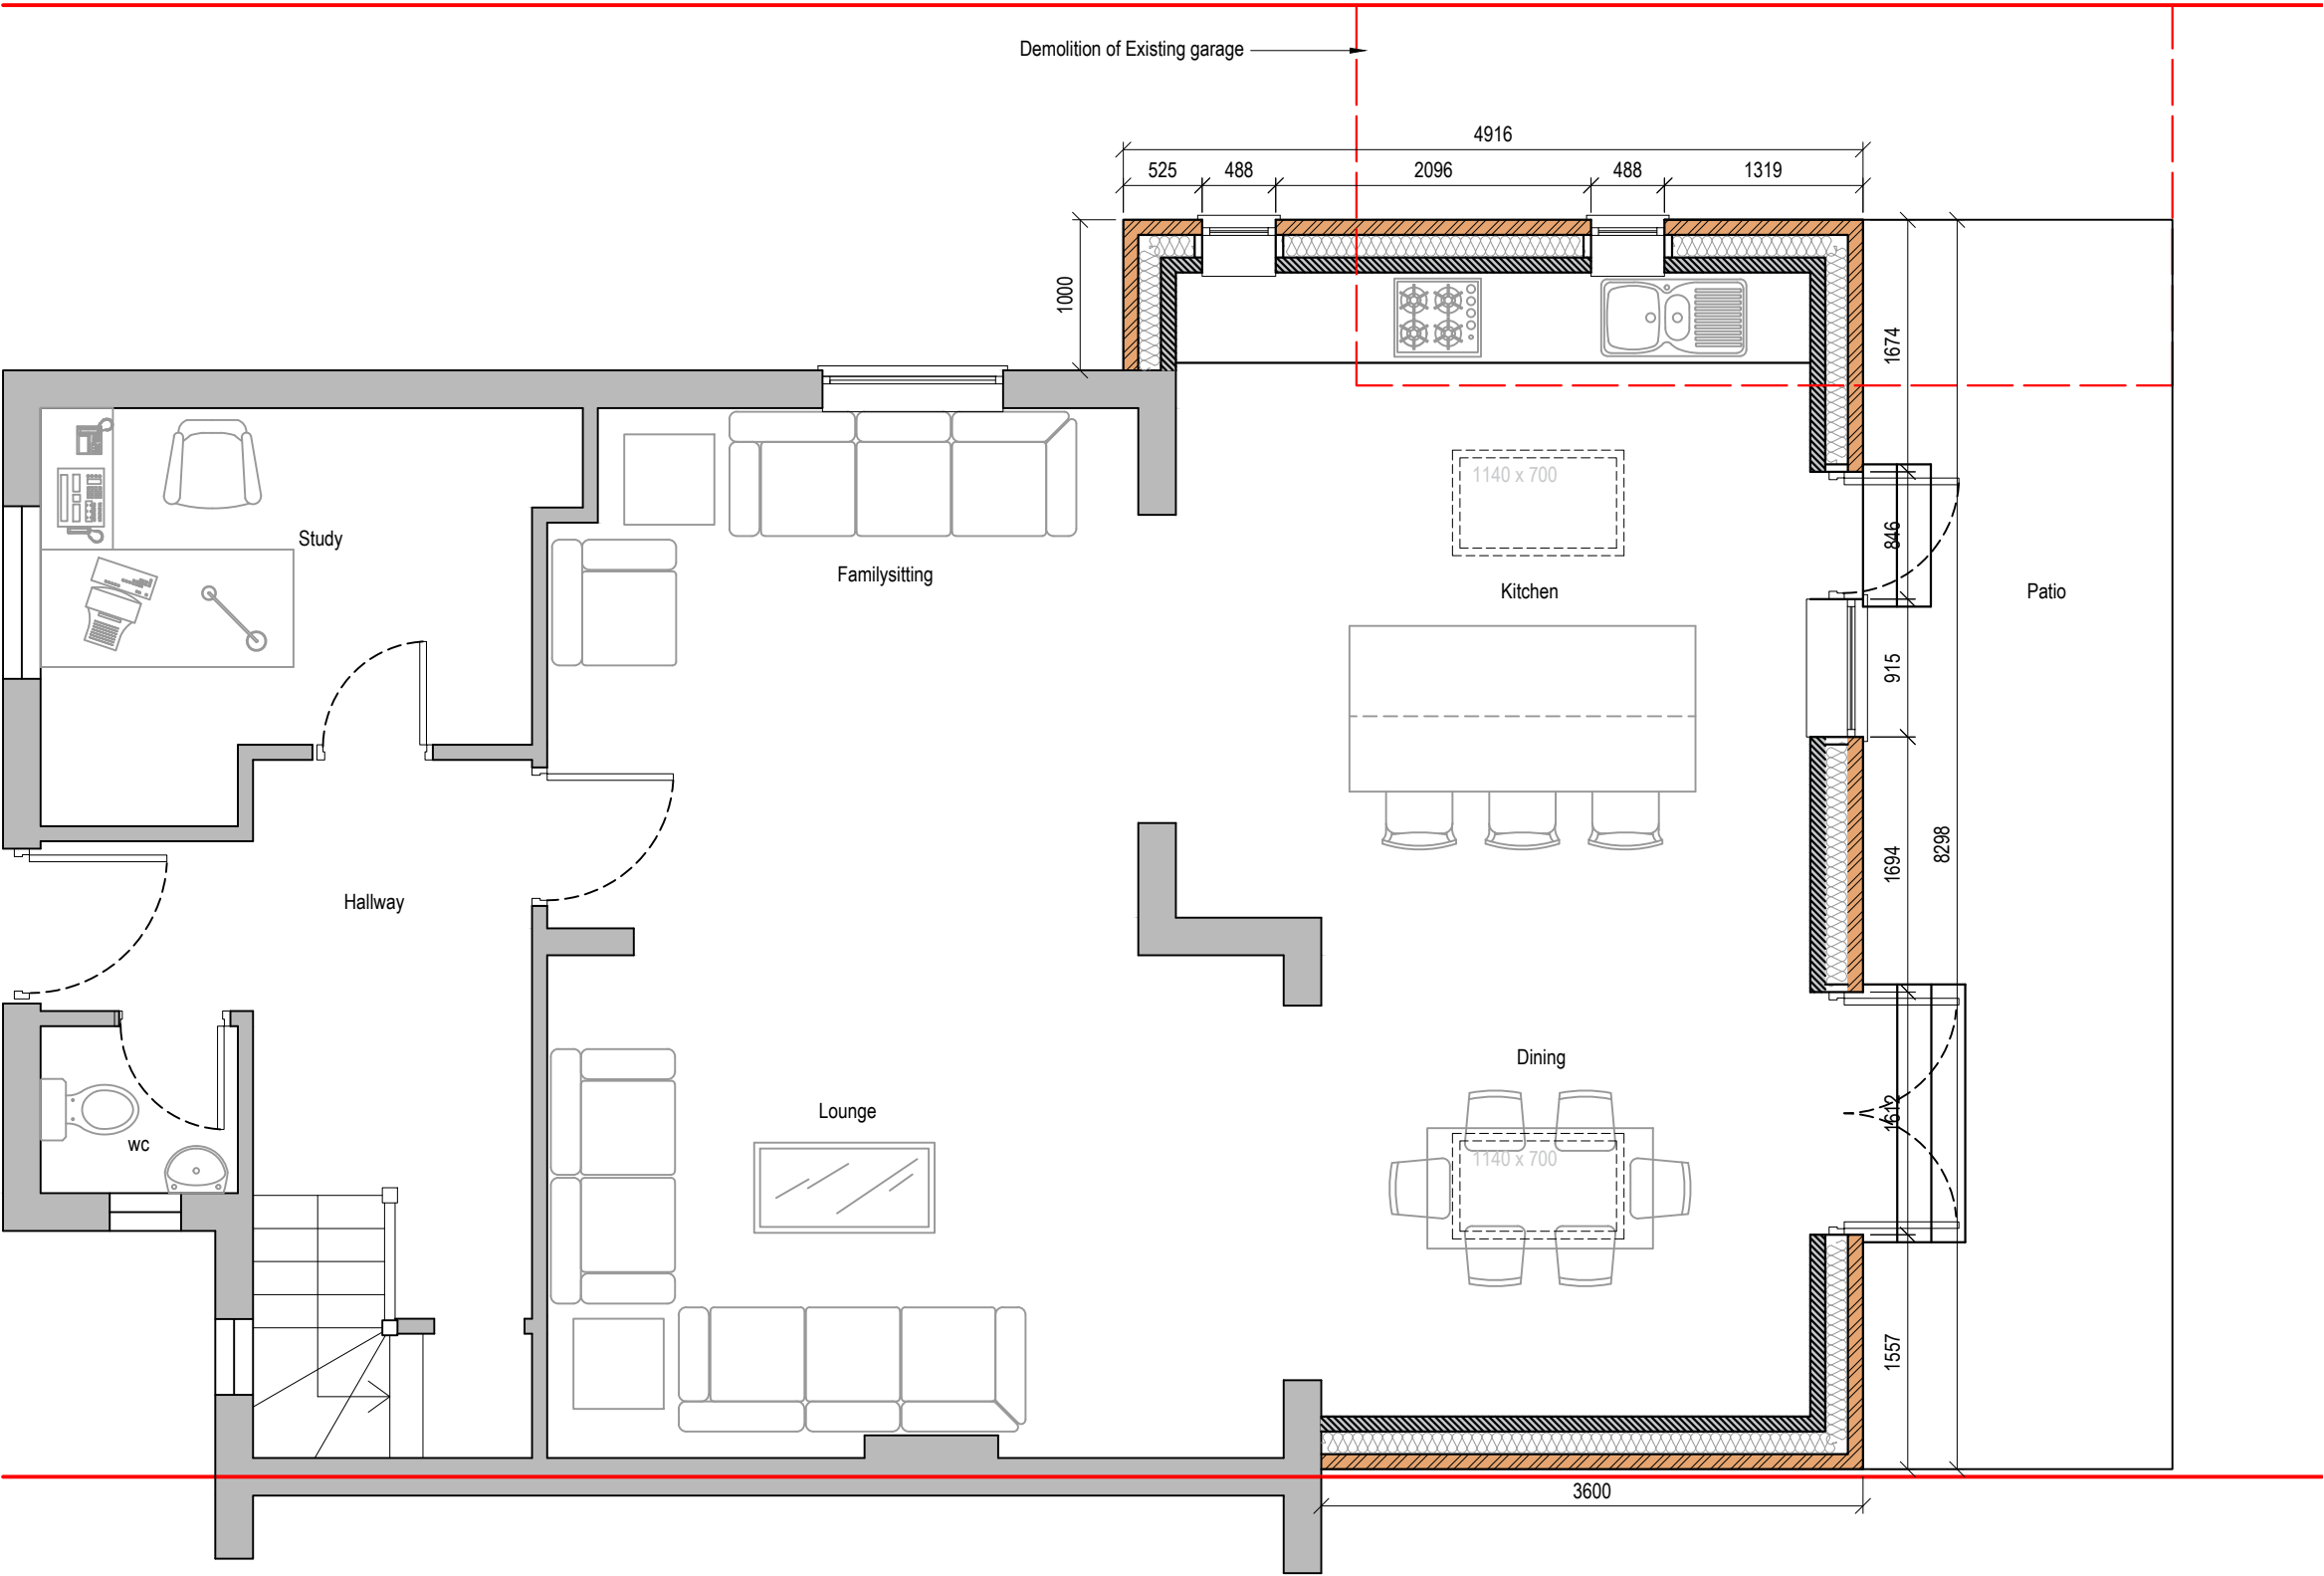 Demolition of Existing garage
4916
525 488 2096 488 1319
1000
1674
1140 x 700
846
Study
Familysitting
Kitchen
Patio
915
8298
1694
Hallway
Dining
Lounge
1612
wc
1140 x 700
1557
3600